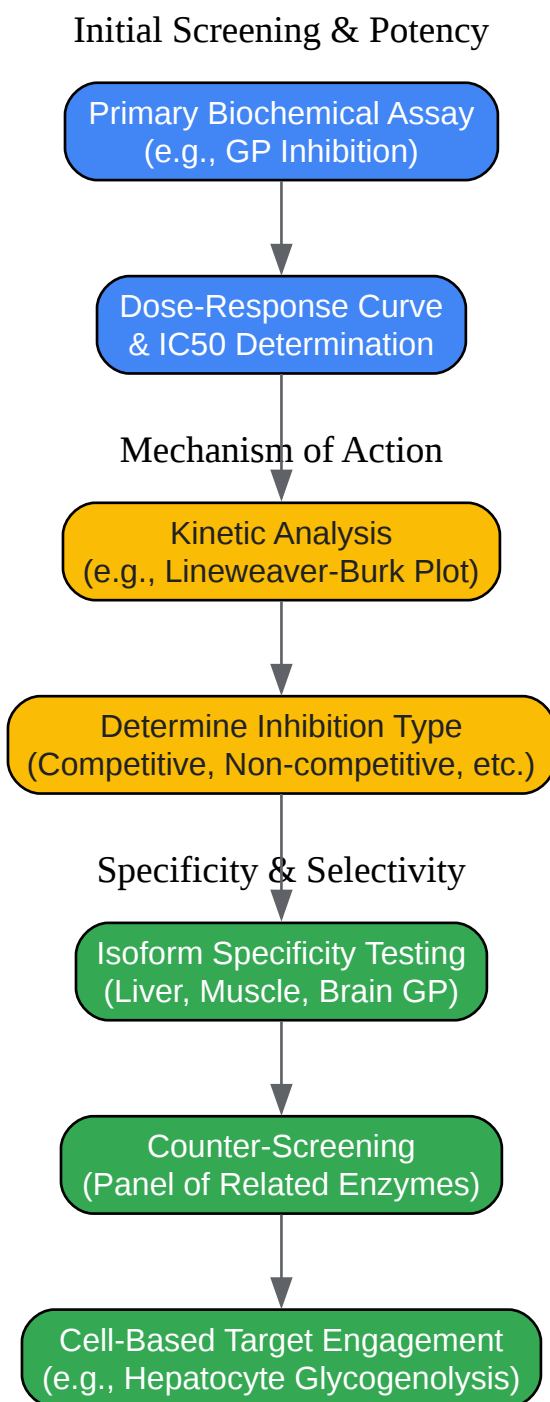 Initial Screening & Potency
Primary Biochemical Assay
(e.g., GP Inhibition)
Dose-Response Curve
& IC50 Determination
Mechanism of Action
Kinetic Analysis
(e.g., Lineweaver-Burk Plot)
Determine Inhibition Type
(Competitive, Non-competitive, etc.)
Specificity & Selectivity
Isoform Specificity Testing
(Liver, Muscle, Brain GP)
Counter-Screening
(Panel of Related Enzymes)
Cell-Based Target Engagement
(e.g., Hepatocyte Glycogenolysis)